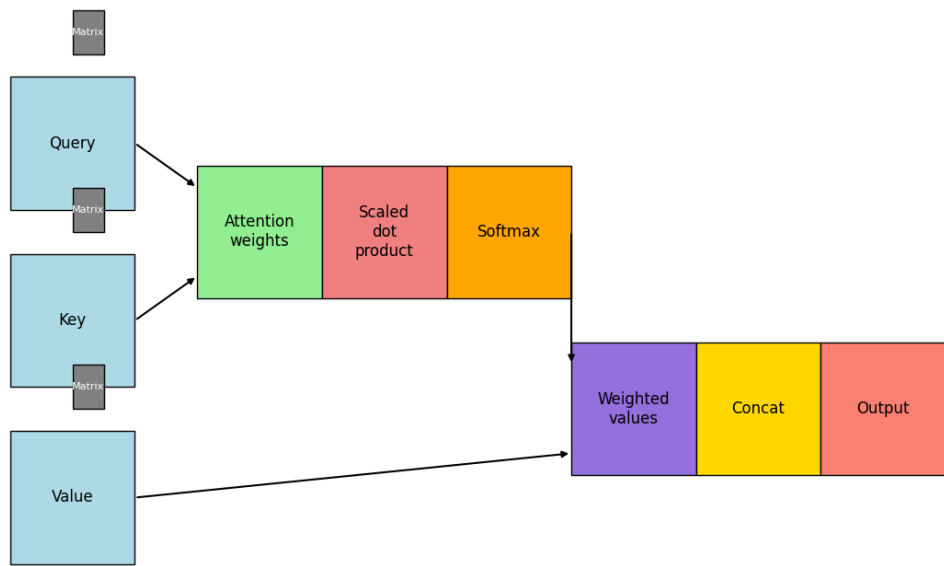 Matrix
Query
Matrix
Key
Matrix
Value
Attention
weights
Scaled
dot
product
Softmax
Weighted
values
Concat
Output